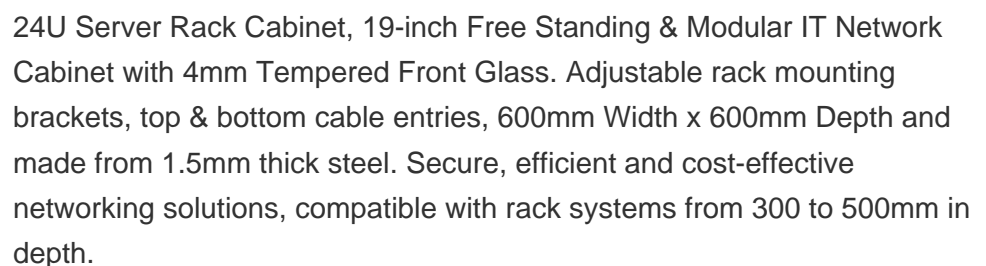 24U Server Rack Cabinet, 19-inch Free Standing & Modular IT Network
Cabinet with 4mm Tempered Front Glass. Adjustable rack mounting
brackets, top & bottom cable entries, 600mm Width x 600mm Depth and
made from 1.5mm thick steel. Secure, efficient and cost-effective
networking solutions, compatible with rack systems from 300 to 500mm in
depth.